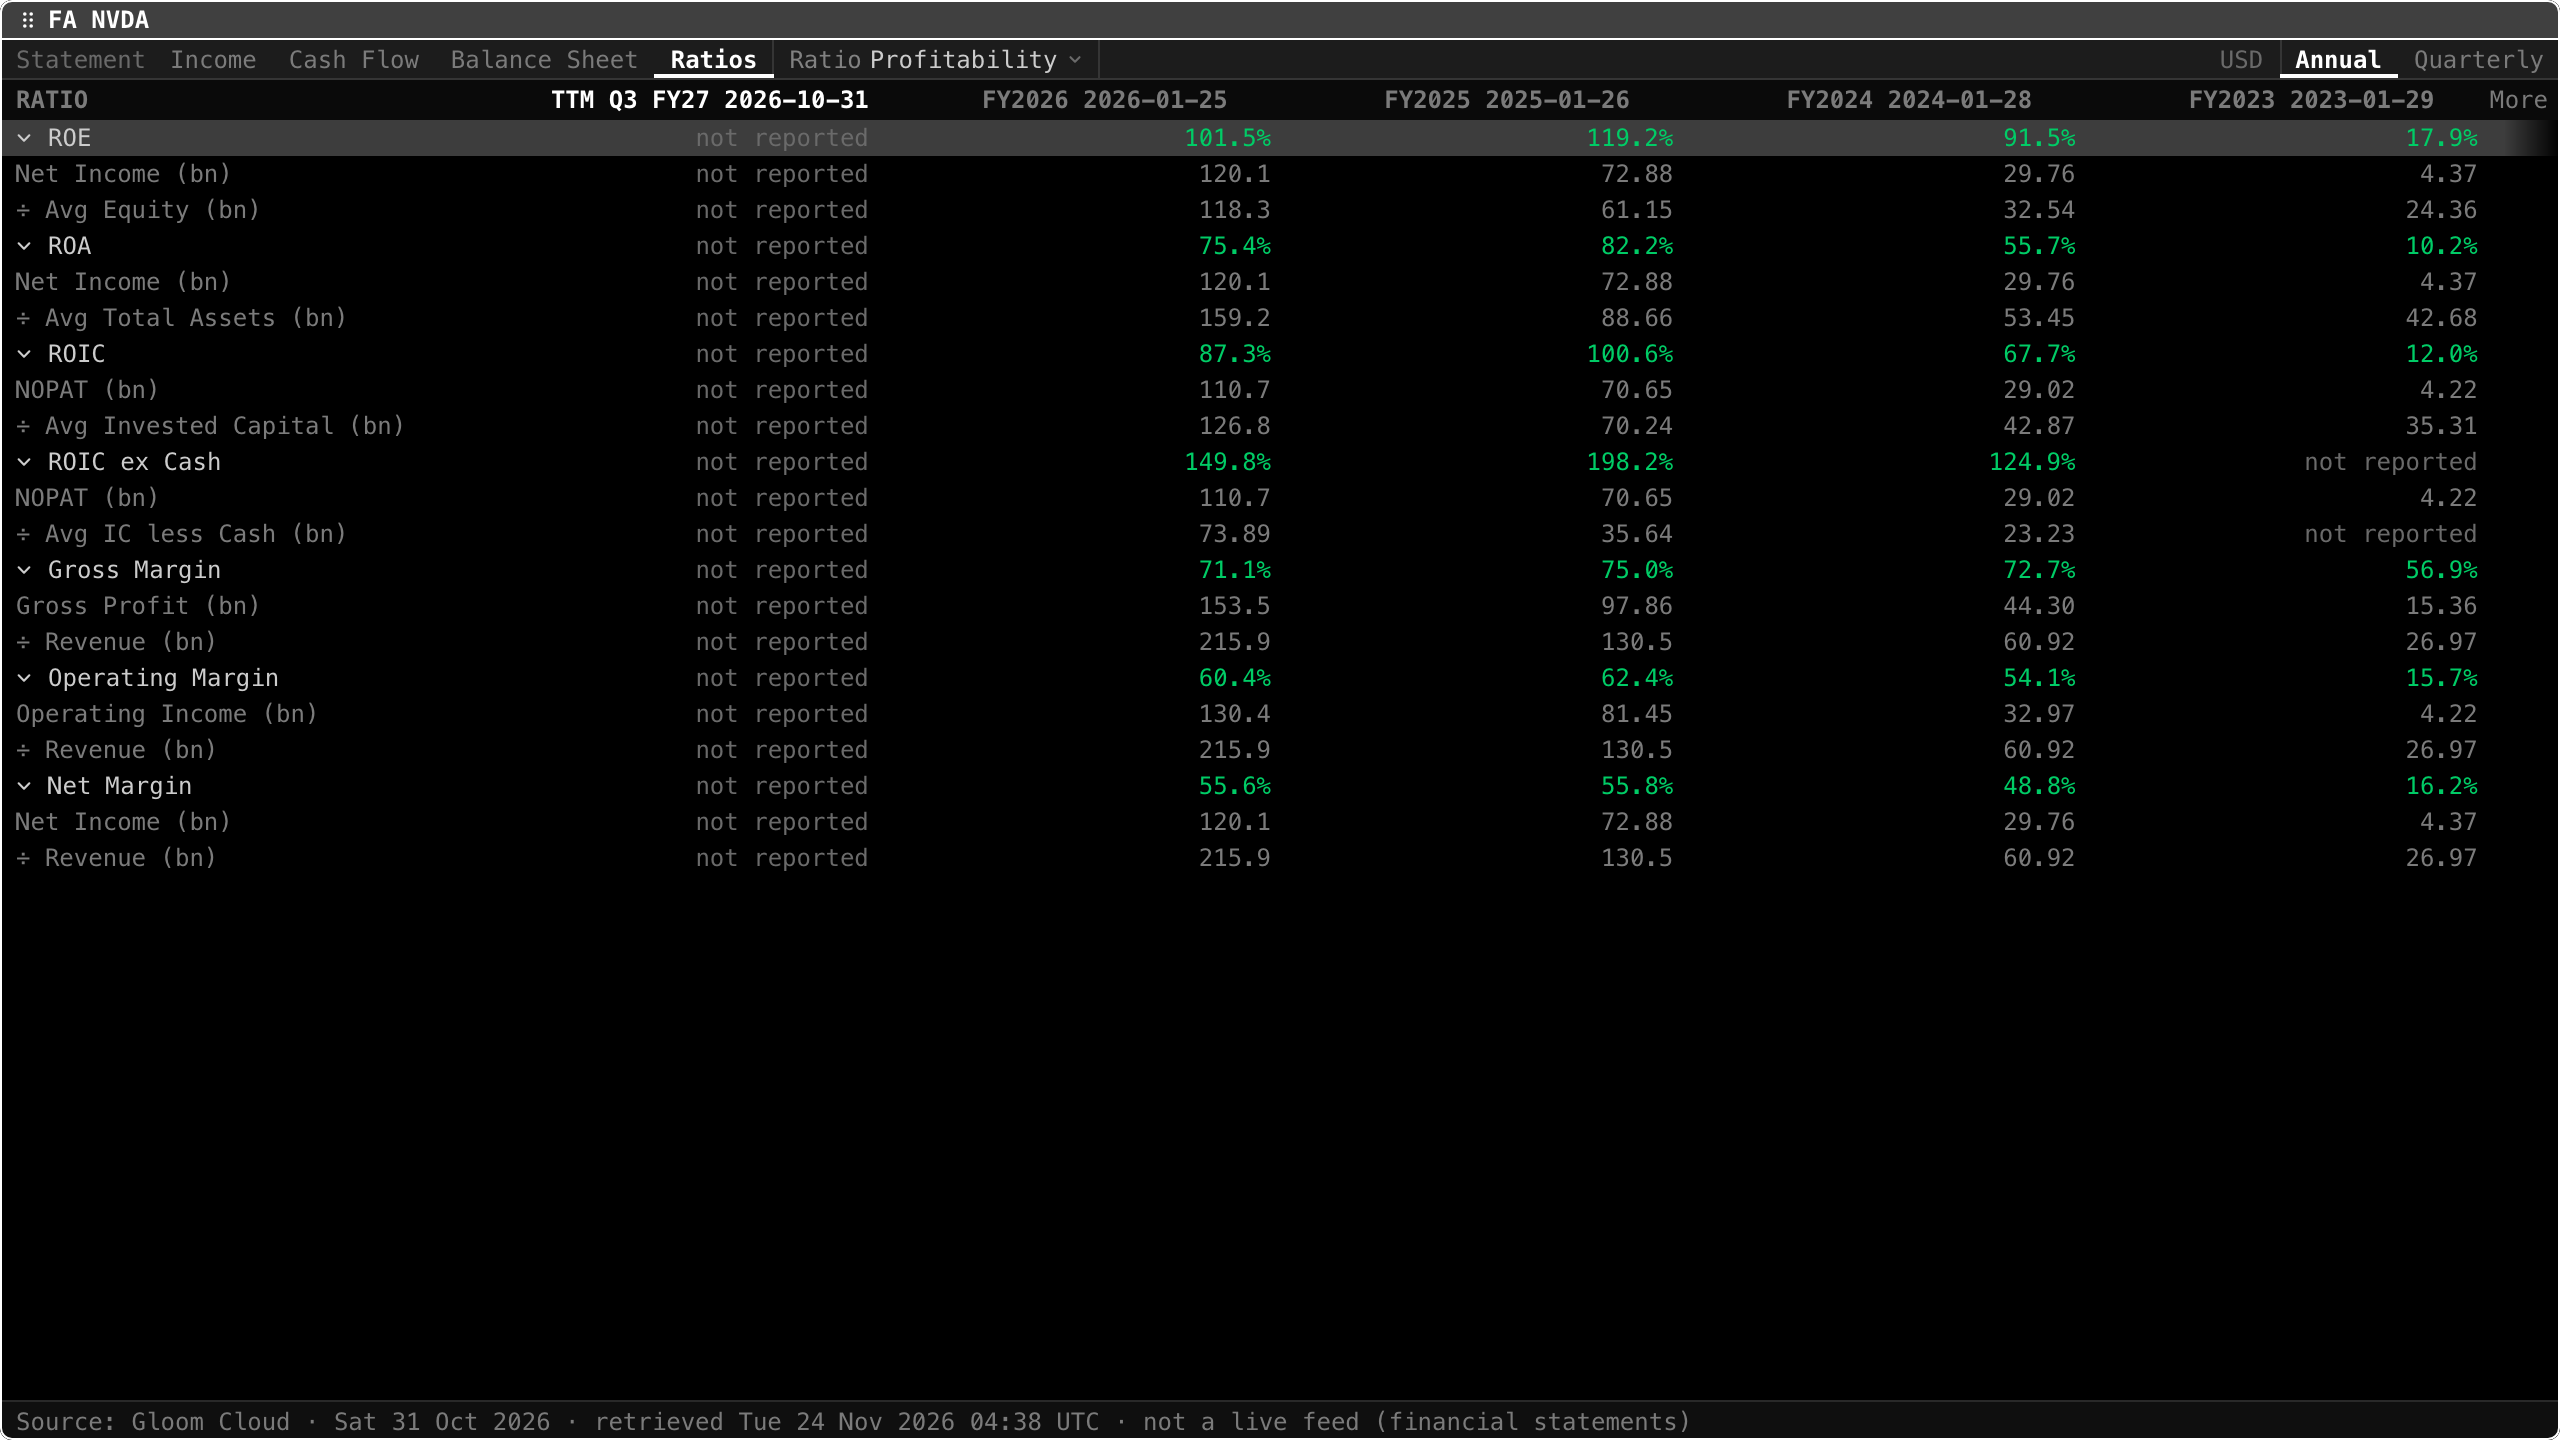 FA NVDA
Statement Income Cash Flow Balance Sheet Ratios Ratio Profitability USD Annual Quarterly
RATIO TTM Q3 FY27 2026-10-31 FY2026 2026-01-25 FY2025 2025-01-26 FY2024 2024-01-28 FY2023 2023-01-29 More
ROE not reported 101.5% 119.2% 91.5% 17.9%
Net Income (bn) not reported 120.1 72.88 29.76 4.37
÷ Avg Equity (bn) not reported 118.3 61.15 32.54 24.36
ROA not reported 75.4% 82.2% 55.7% 10.2%
Net Income (bn) not reported 120.1 72.88 29.76 4.37
÷ Avg Total Assets (bn) not reported 159.2 88.66 53.45 42.68
ROIC not reported 87.3% 100.6% 67.7% 12.0%
NOPAT (bn) not reported 110.7 70.65 29.02 4.22
÷ Avg Invested Capital (bn) not reported 126.8 70.24 42.87 35.31
ROIC ex Cash not reported 149.8% 198.2% 124.9% not reported
NOPAT (bn) not reported 110.7 70.65 29.02 4.22
÷ Avg IC less Cash (bn) not reported 73.89 35.64 23.23 not reported
Gross Margin not reported 71.1% 75.0% 72.7% 56.9%
Gross Profit (bn) not reported 153.5 97.86 44.30 15.36
÷ Revenue (bn) not reported 215.9 130.5 60.92 26.97
Operating Margin not reported 60.4% 62.4% 54.1% 15.7%
Operating Income (bn) not reported 130.4 81.45 32.97 4.22
÷ Revenue (bn) not reported 215.9 130.5 60.92 26.97
Net Margin not reported 55.6% 55.8% 48.8% 16.2%
Net Income (bn) not reported 120.1 72.88 29.76 4.37
÷ Revenue (bn) not reported 215.9 130.5 60.92 26.97
Source: Gloom Cloud · Sat 31 Oct 2026 · retrieved Tue 24 Nov 2026 04:38 UTC · not a live feed (financial statements)